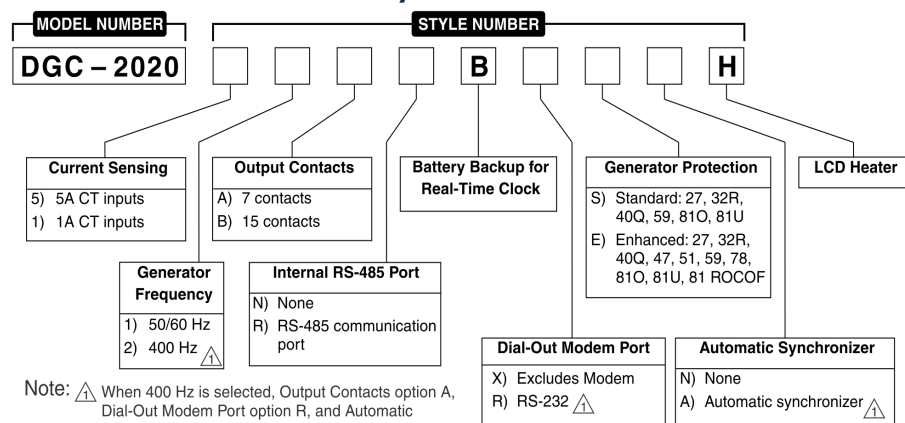 MODEL NUMBER
STYLE NUMBER
DGC – 2020
B
H
Current Sensing
5) 5A CT inputs
1) 1A CT inputs
Output Contacts
A) 7 contacts
B) 15 contacts
Battery Backup for
Real-Time Clock
Generator Protection
S) Standard: 27, 32R,
40Q, 59, 81O, 81U
E) Enhanced: 27, 32R,
40Q, 47, 51, 59, 78,
81O, 81U, 81 ROCOF
LCD Heater
Generator
Frequency
1) 50/60 Hz
2) 400 Hz 1
Internal RS-485 Port
N) None
R) RS-485 communication
port
Dial-Out Modem Port
X) Excludes Modem
R) RS-232 1
Automatic Synchronizer
N) None
A) Automatic synchronizer 1
Note: 1 When 400 Hz is selected, Output Contacts option A,
Dial-Out Modem Port option R, and Automatic